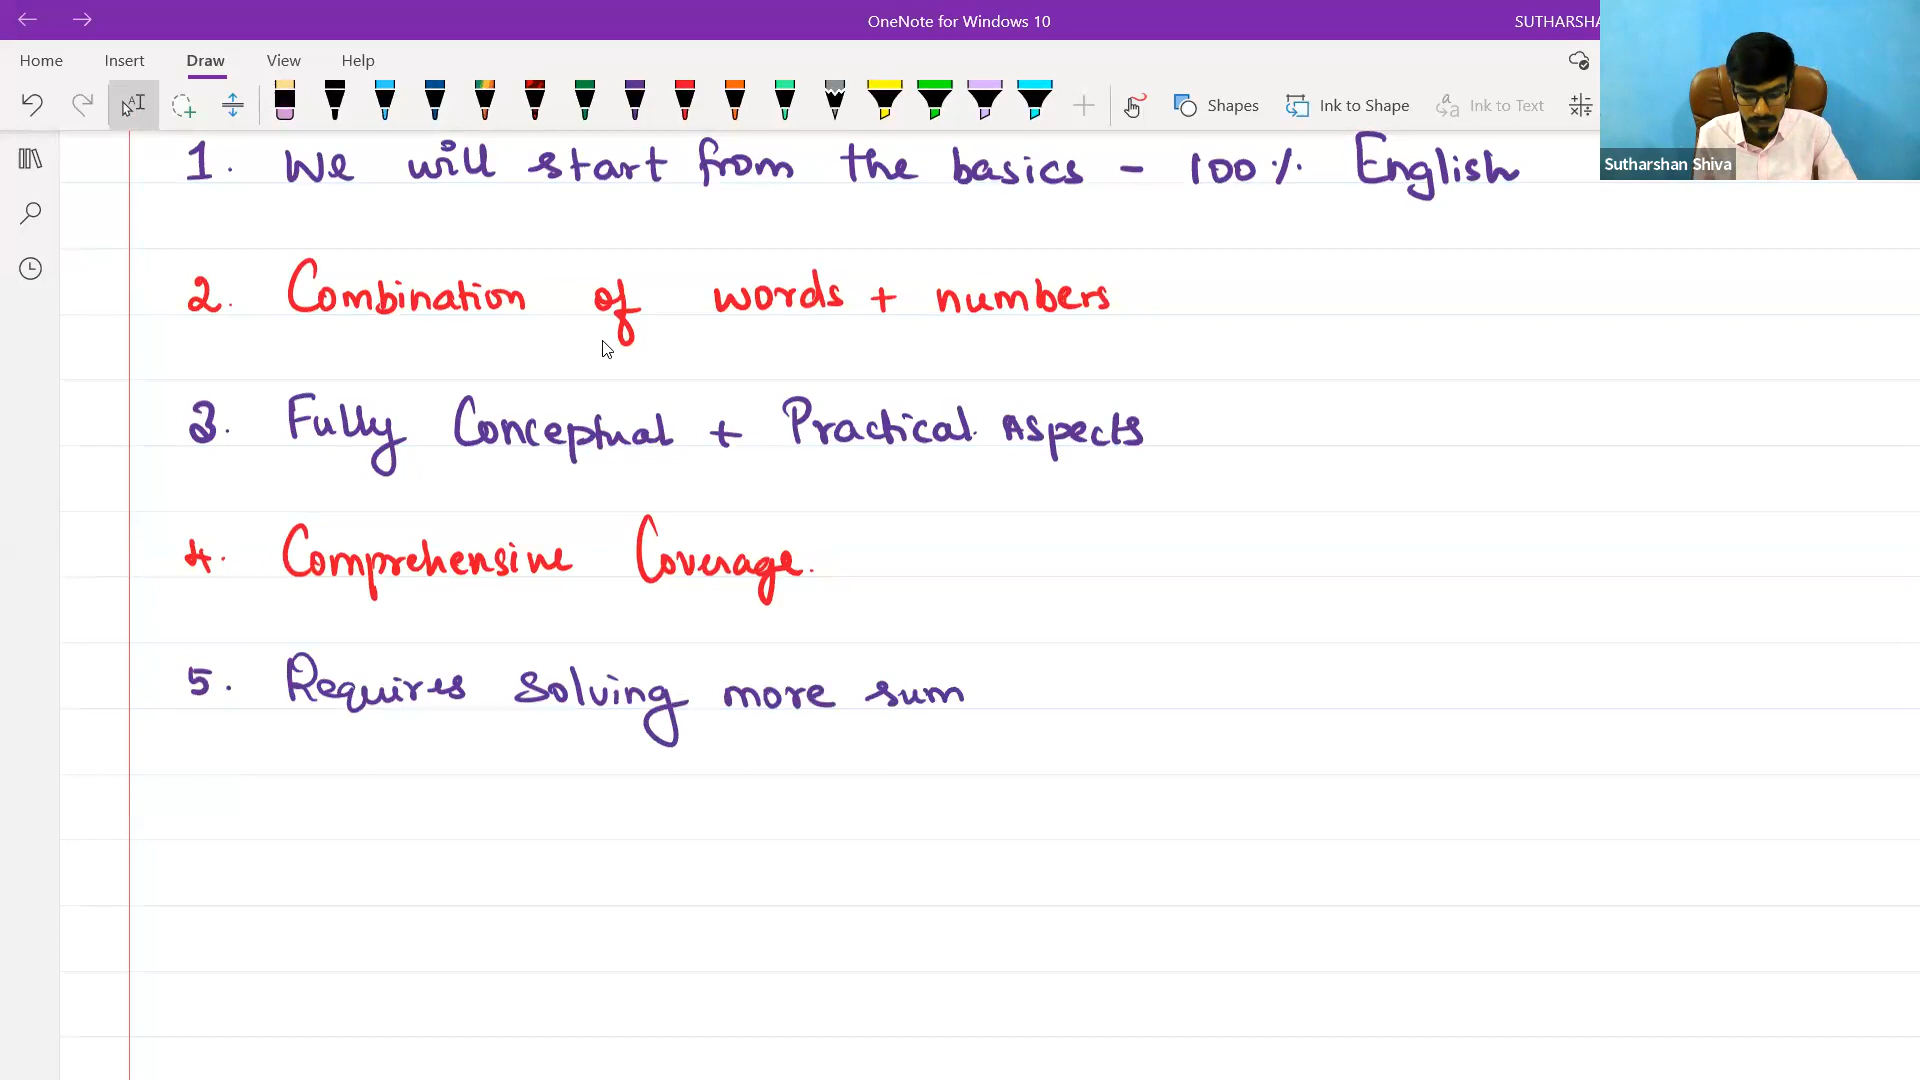 OneNote for Windows 10
SUTHARSHA
Home Insert Draw View Help
Shapes Ink to Shape Ink to Text
Sutharshan Shiva
1. We will start from the basics - 100% English
2. Combination of words + numbers
3. Fully Conceptual + Practical Aspects
4. Comprehensive Coverage.
5. Requires solving more sum